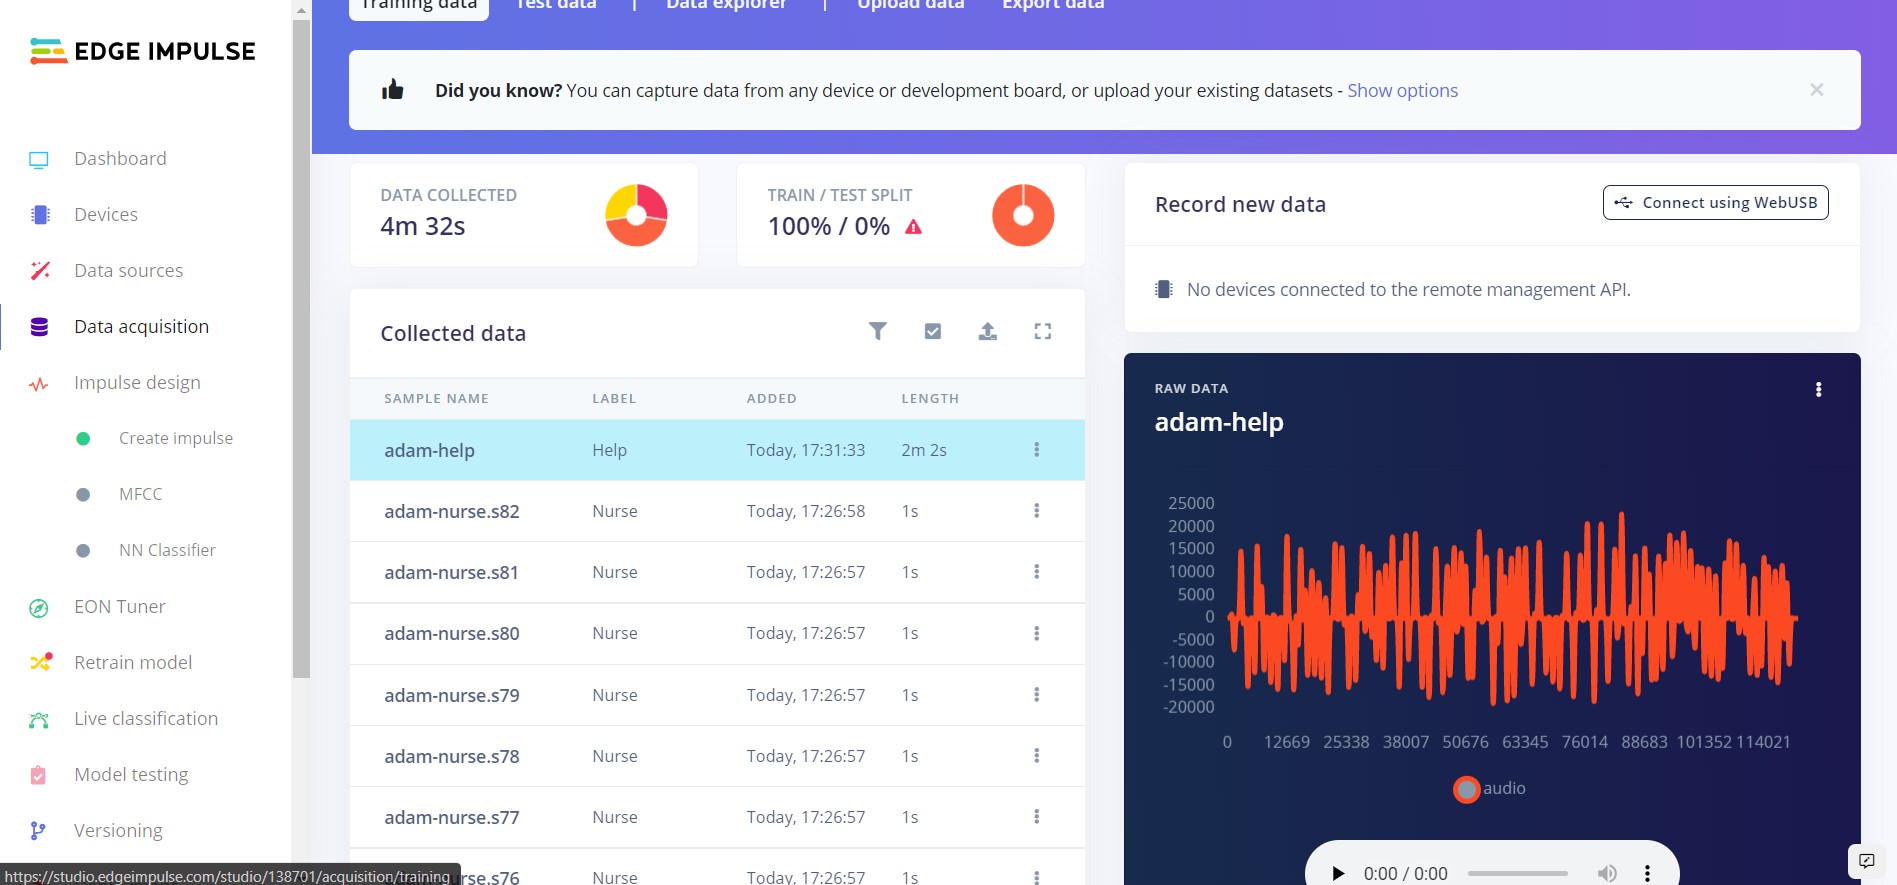 EDGE IMPULSE
Dashboard
Devices
Data sources
Data acquisition
Impulse design
Create impulse
MFCC
NN Classifier
EON Tuner
Retrain model
Live classification
Model testing
Versioning
https://studio.edgeimpulse.com/studio/138701/acquisition/training
Training data | Test data | Data explorer | Upload data Export data
Did you know? You can capture data from any device or development board, or upload your existing datasets - Show options ×
DATA COLLECTED
4m 32s
TRAIN / TEST SPLIT
100% / 0%
Collected data
SAMPLE NAME LABEL ADDED LENGTH
adam-help Help Today, 17:31:33 2m 2s
adam-nurse.s82 Nurse Today, 17:26:58 1s
adam-nurse.s81 Nurse Today, 17:26:57 1s
adam-nurse.s80 Nurse Today, 17:26:57 1s
adam-nurse.s79 Nurse Today, 17:26:57 1s
adam-nurse.s78 Nurse Today, 17:26:57 1s
adam-nurse.s77 Nurse Today, 17:26:57 1s
rse.s76 Nurse Today, 17:26:57 1s
Record new data
Connect using WebUSB
No devices connected to the remote management API.
RAW DATA
adam-help
25000
20000
15000
10000
5000
0
-5000
-10000
-15000
-20000
0 12669 25338 38007 50676 63345 76014 88683 101352 114021
audio
0:00 / 0:00